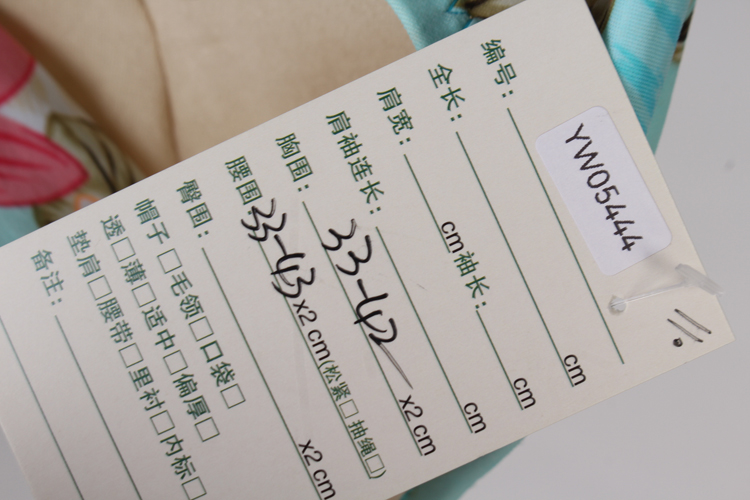 编号: YW05444
全长: cm
肩宽: cm 袖长: cm
肩袖连长: cm
胸围: 33-42 x2 cm
腰围 33-43 x2 cm(松紧□ 抽绳□)
臀围: x2 cm
帽子 □毛领□口袋□
透□薄□适中□偏厚□
垫肩□腰带□里衬□内标□
备注: